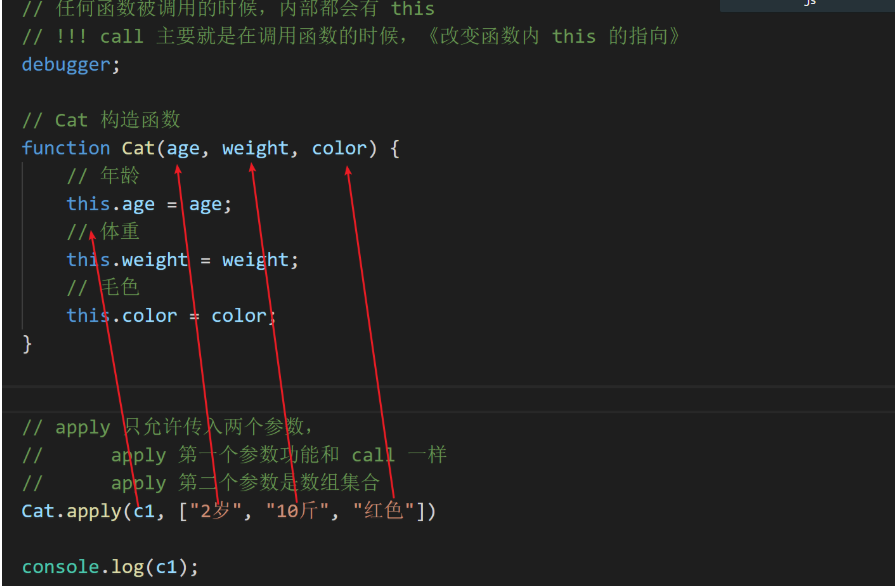 js
// 任何函数被调用的时候，内部都会有 this
// !!! call 主要就是在调用函数的时候，《改变函数内 this 的指向》
debugger;
// Cat 构造函数
function Cat(age, weight, color) {
// 年龄
this.age = age;
// 体重
this.weight = weight;
// 毛色
this.color = color;
}
// apply 只允许传入两个参数，
//      apply 第一个参数功能和 call 一样
//      apply 第二个参数是数组集合
Cat.apply(c1, ["2岁", "10斤", "红色"])
console.log(c1);